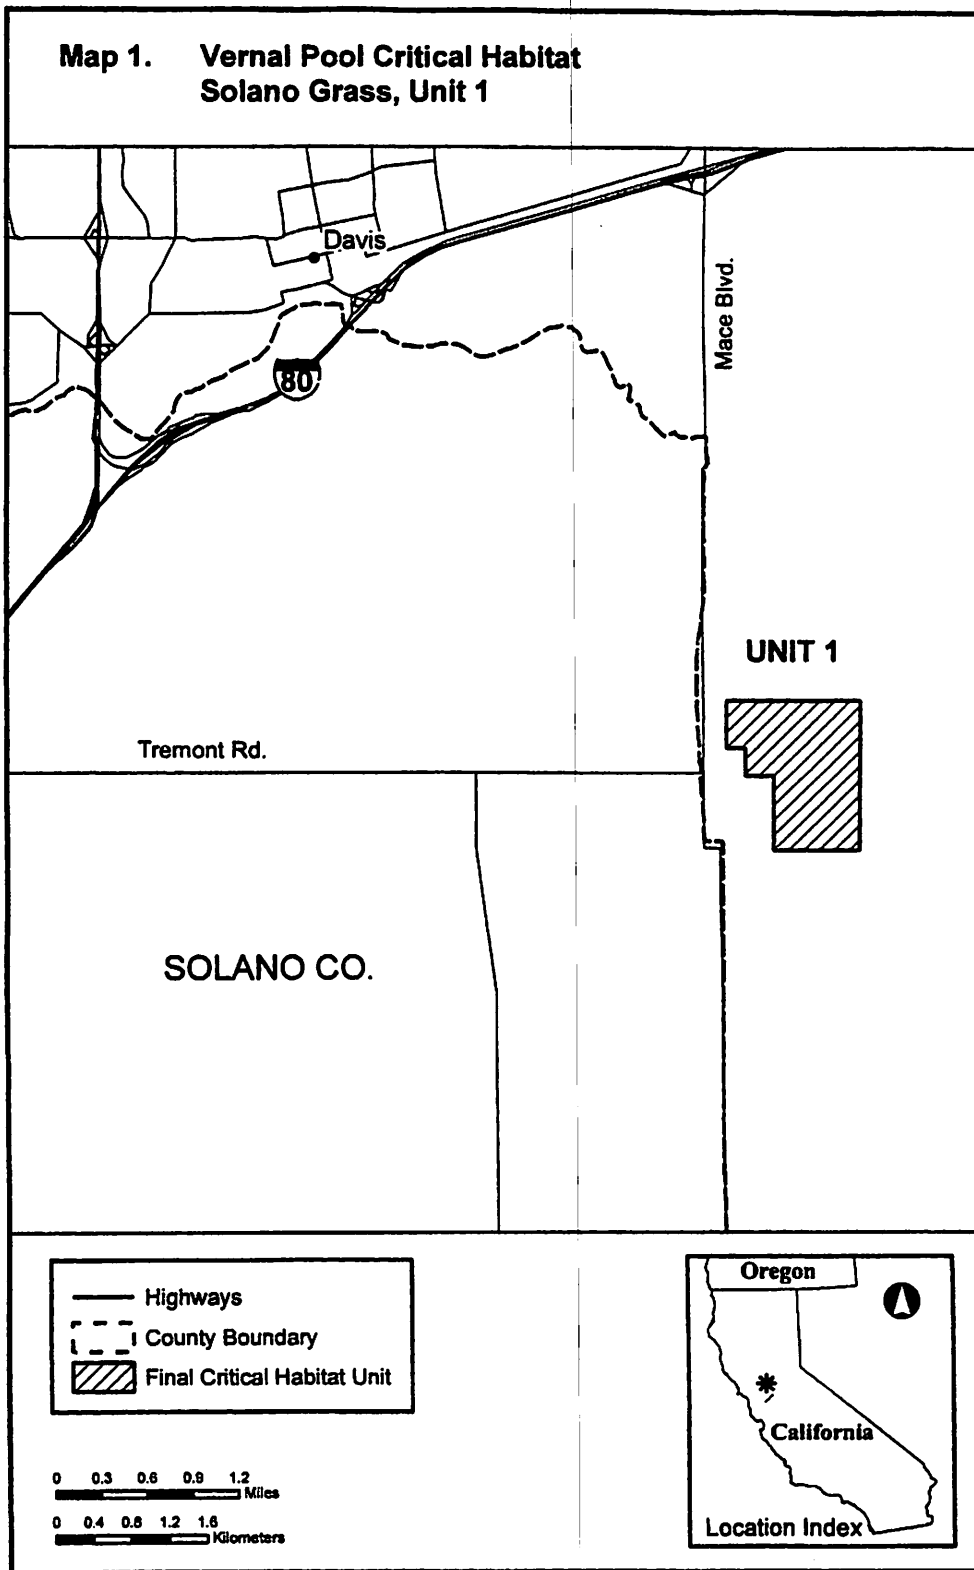 Map 1. Vernal Pool Critical Habitat
Solano Grass, Unit 1
Davis
Mace Blvd.
80
UNIT 1
Tremont Rd.
SOLANO CO.
Highways
County Boundary
Final Critical Habitat Unit
0 0.3 0.6 0.9 1.2
Miles
0 0.4 0.8 1.2 1.6
Kilometers
Oregon
California
Location Index